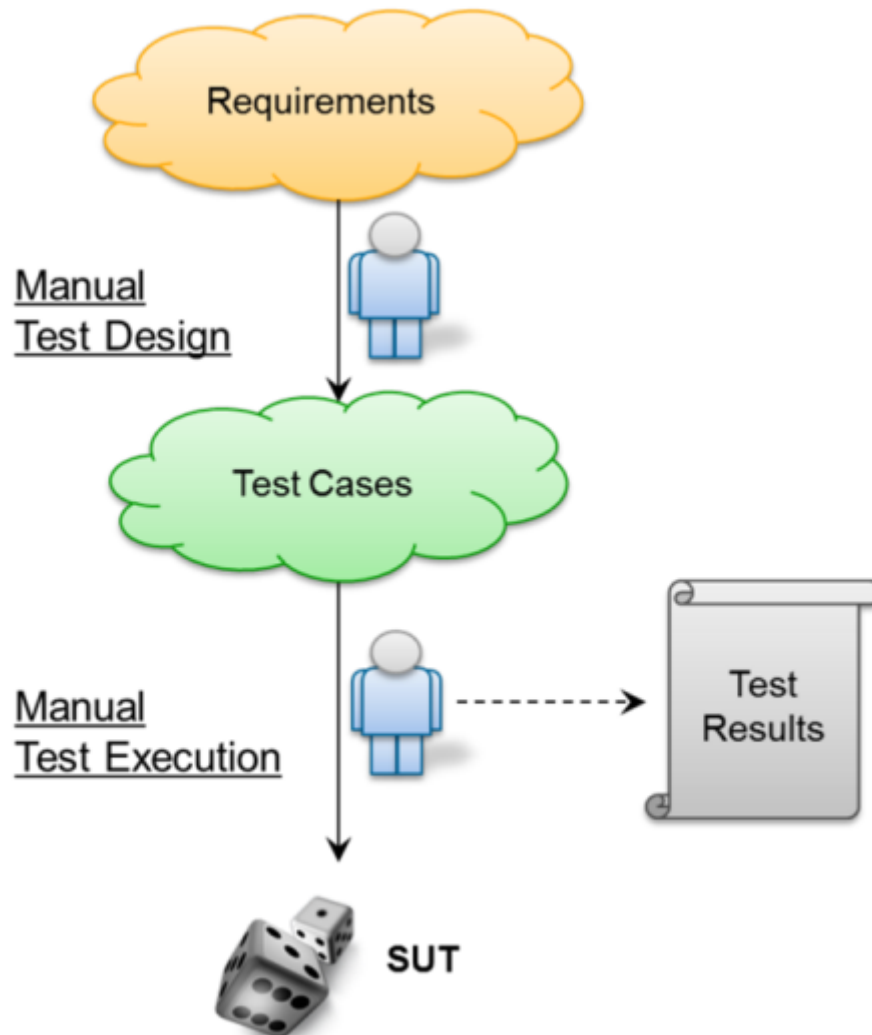 Requirements
Manual
Test Design
Test Cases
Manual
Test Execution
Test
Results
SUT